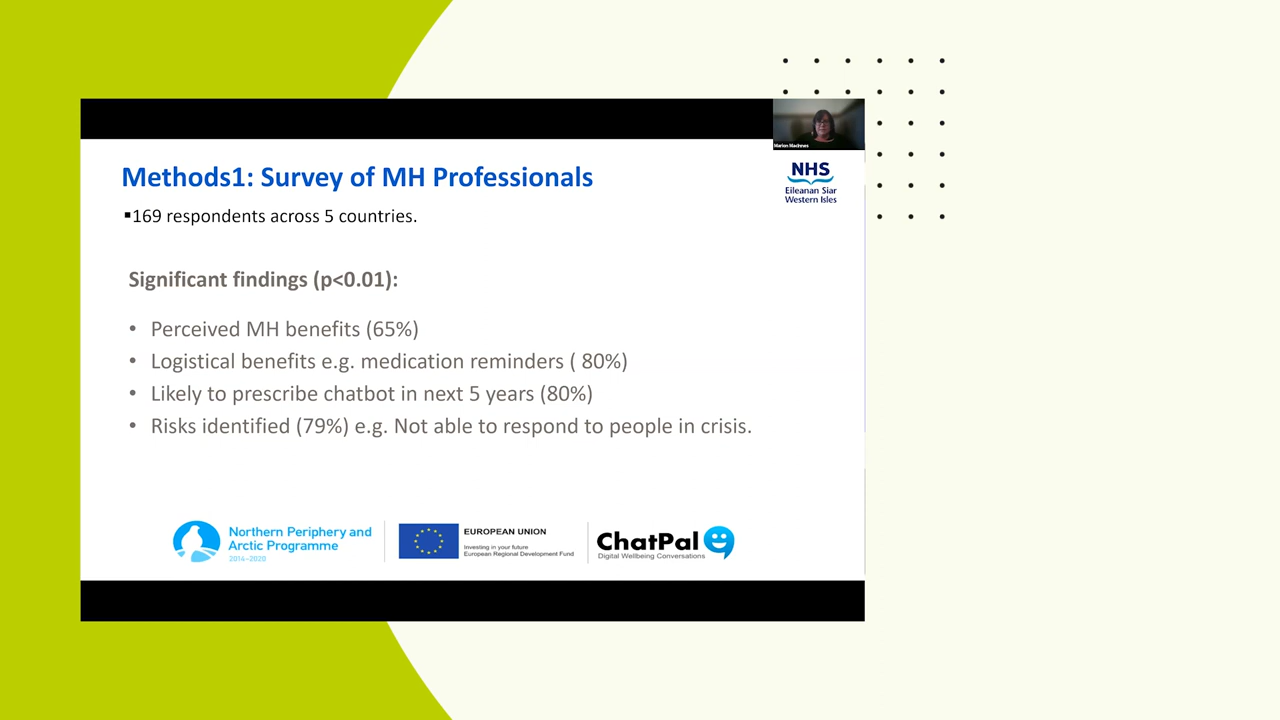 Marion MacInnes
Methods1: Survey of MH Professionals
NHS
Eileanan Siar
Western Isles
▪169 respondents across 5 countries.
Significant findings (p<0.01):
• Perceived MH benefits (65%)
• Logistical benefits e.g. medication reminders ( 80%)
• Likely to prescribe chatbot in next 5 years (80%)
• Risks identified (79%) e.g. Not able to respond to people in crisis.
Northern Periphery and
Arctic Programme
2014–2020
EUROPEAN UNION
Investing in your future
European Regional Development Fund
ChatPal
Digital Wellbeing Conversations